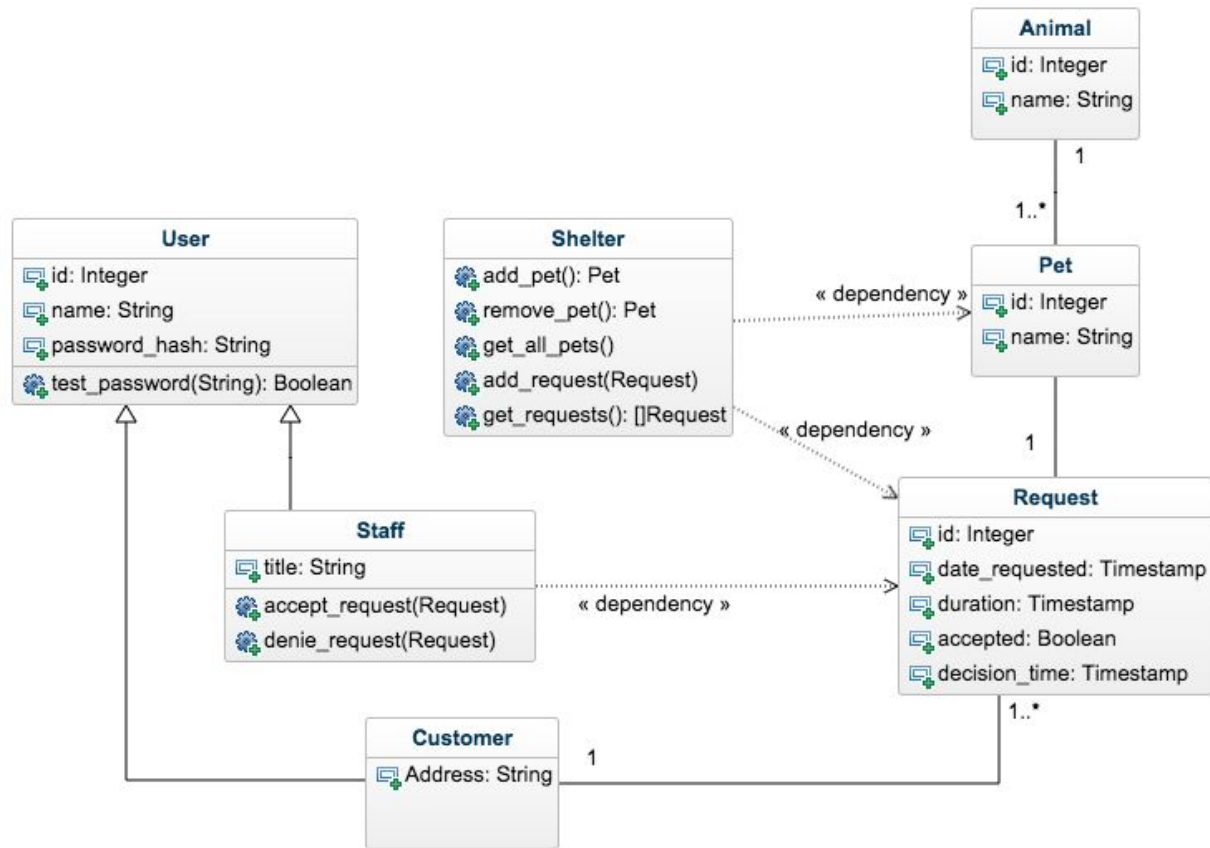 Animal
id: Integer
name: String
1
1..*
User
id: Integer
name: String
password_hash: String
test_password(String): Boolean
Shelter
add_pet(): Pet
remove_pet(): Pet
get_all_pets()
add_request(Request)
get_requests(): []Request
« dependency »
Pet
id: Integer
name: String
« dependency »
1
Staff
title: String
accept_request(Request)
denie_request(Request)
« dependency »
Request
id: Integer
date_requested: Timestamp
duration: Timestamp
accepted: Boolean
decision_time: Timestamp
1..*
Customer
Address: String
1